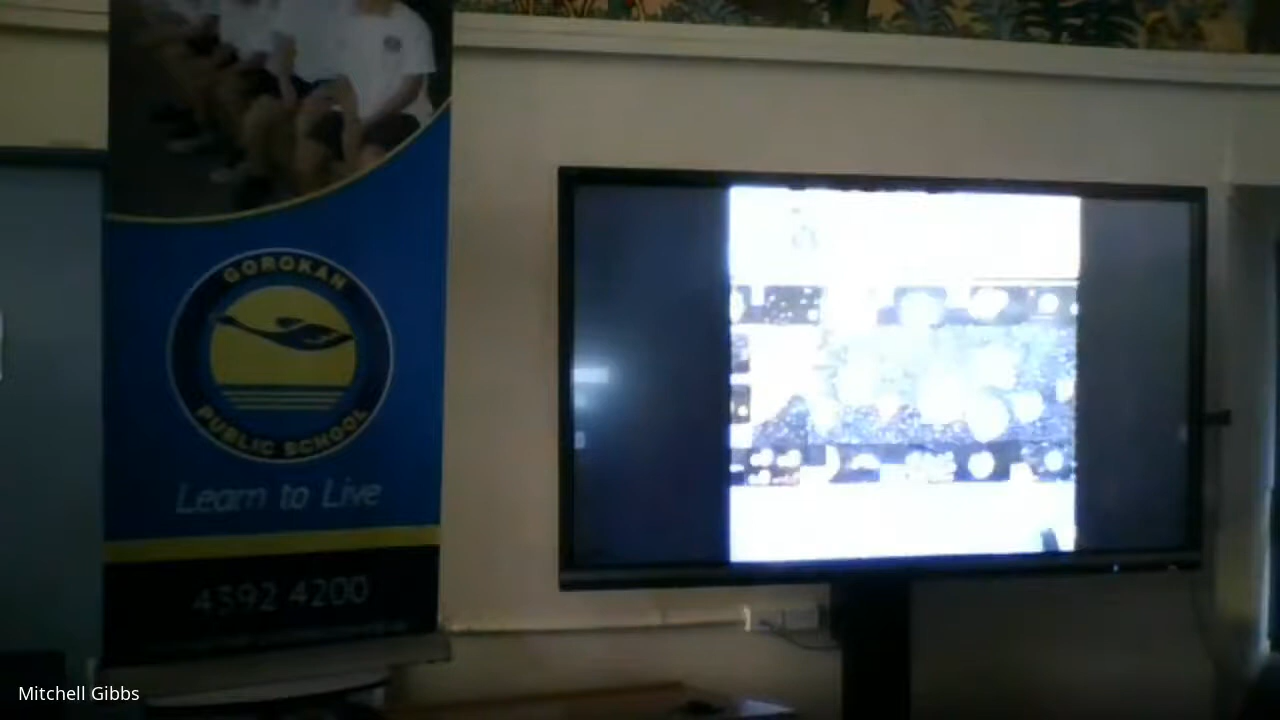 GOROKAN
PUBLIC SCHOOL
Learn to Live
4392 4200
Mitchell Gibbs